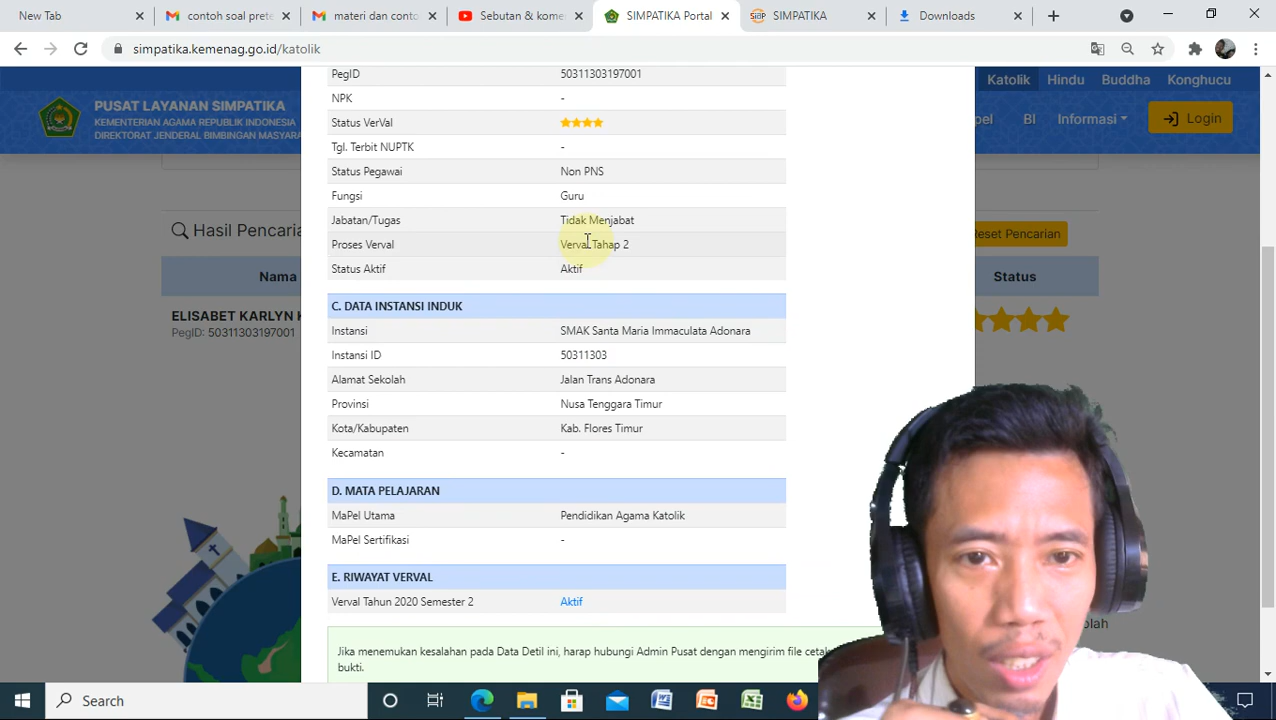 New Tab
contoh soal prete
materi dan conto
Sebutan & kome
SIMPATIKA Portal
SIMPATIKA
Downloads
simpatika.kemenag.go.id/katolik
Katolik Hindu Buddha Konghucu
PUSAT LAYANAN SIMPATIKA
KEMENTERIAN AGAMA REPUBLIK INDONESIA
DIREKTORAT JENDERAL BIMBINGAN MASYARA
pel BI Informasi Login
PegID 50311303197001
NPK -
Status VerVal
Tgl. Terbit NUPTK -
Status Pegawai Non PNS
Fungsi Guru
Jabatan/Tugas Tidak Menjabat
Proses Verval Verval Tahap 2
Status Aktif Aktif
Hasil Pencaria
Reset Pencarian
Nama
Status
ELISABET KARLYN K
PegID: 50311303197001
C. DATA INSTANSI INDUK
Instansi SMAK Santa Maria Immaculata Adonara
Instansi ID 50311303
Alamat Sekolah Jalan Trans Adonara
Provinsi Nusa Tenggara Timur
Kota/Kabupaten Kab. Flores Timur
Kecamatan -
D. MATA PELAJARAN
MaPel Utama Pendidikan Agama Katolik
MaPel Sertifikasi -
E. RIWAYAT VERVAL
Verval Tahun 2020 Semester 2 Aktif
olah
Jika menemukan kesalahan pada Data Detil ini, harap hubungi Admin Pusat dengan mengirim file cetak
bukti.
Search